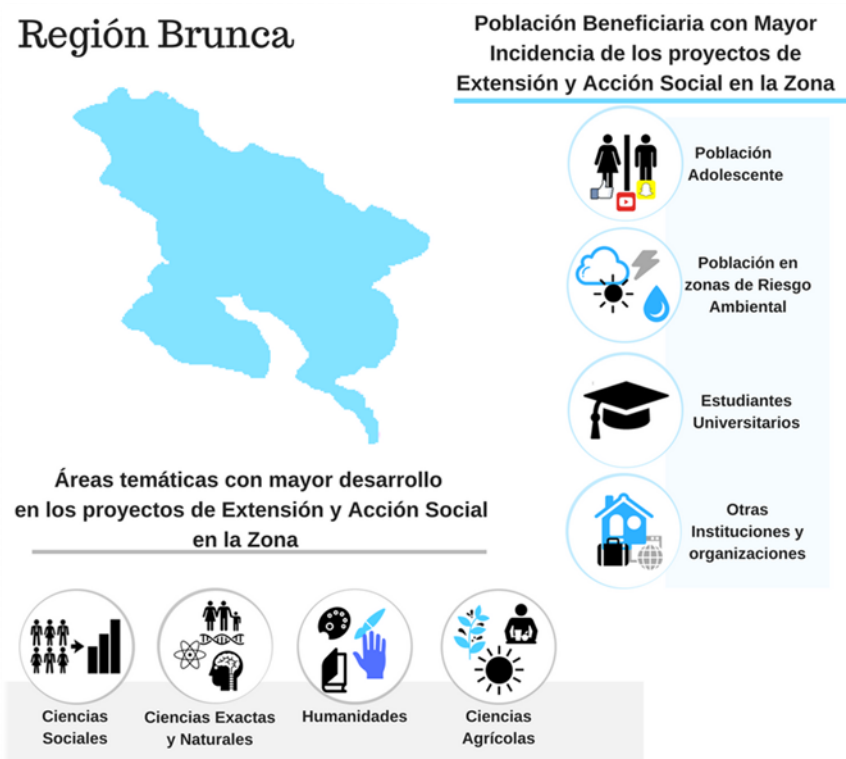 Región Brunca
Población Beneficiaria con Mayor
Incidencia de los proyectos de
Extensión y Acción Social en la Zona
Población
Adolescente
Población en
zonas de Riesgo
Ambiental
Estudiantes
Universitarios
Otras
Instituciones y
organizaciones
Áreas temáticas con mayor desarrollo
en los proyectos de Extensión y Acción Social
en la Zona
Ciencias
Sociales
Ciencias Exactas
y Naturales
Humanidades
Ciencias
Agrícolas